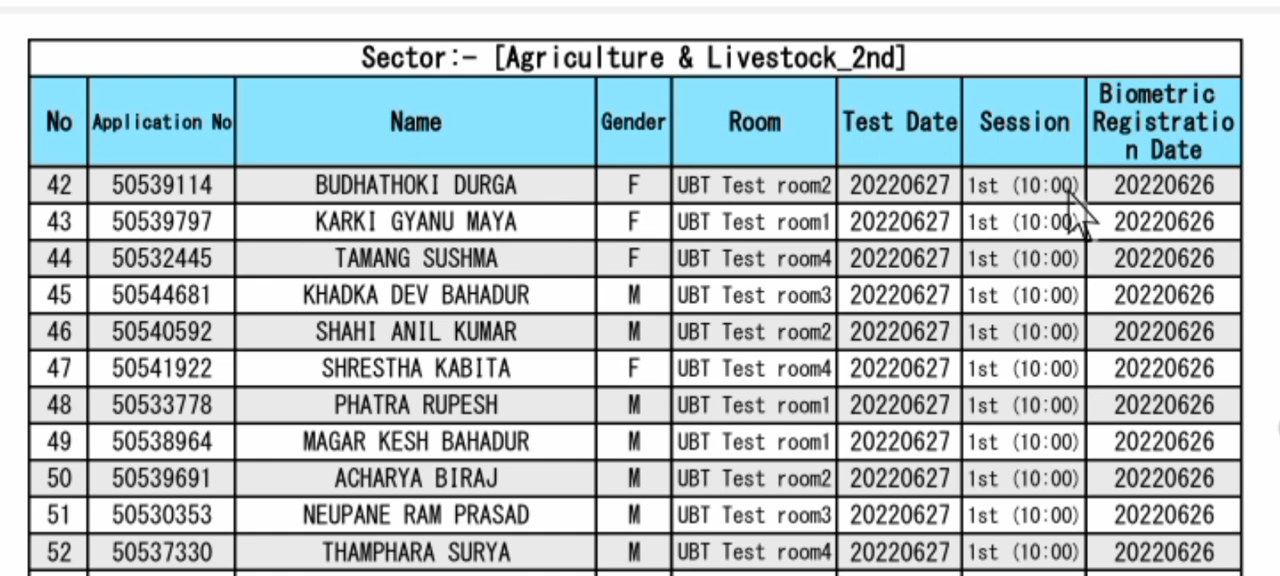 Sector:- [Agriculture & Livestock_2nd]
No Application No Name Gender Room Test Date Session Biometric Registratio n Date
42 50539114 BUDHATHOKI DURGA F UBT Test room2 20220627 1st (10:00) 20220626
43 50539797 KARKI GYANU MAYA F UBT Test room1 20220627 1st (10:00) 20220626
44 50532445 TAMANG SUSHMA F UBT Test room4 20220627 1st (10:00) 20220626
45 50544681 KHADKA DEV BAHADUR M UBT Test room3 20220627 1st (10:00) 20220626
46 50540592 SHAHI ANIL KUMAR M UBT Test room2 20220627 1st (10:00) 20220626
47 50541922 SHRESTHA KABITA F UBT Test room4 20220627 1st (10:00) 20220626
48 50533778 PHATRA RUPESH M UBT Test room1 20220627 1st (10:00) 20220626
49 50538964 MAGAR KESH BAHADUR M UBT Test room1 20220627 1st (10:00) 20220626
50 50539691 ACHARYA BIRAJ M UBT Test room2 20220627 1st (10:00) 20220626
51 50530353 NEUPANE RAM PRASAD M UBT Test room3 20220627 1st (10:00) 20220626
52 50537330 THAMPHARA SURYA M UBT Test room4 20220627 1st (10:00) 20220626